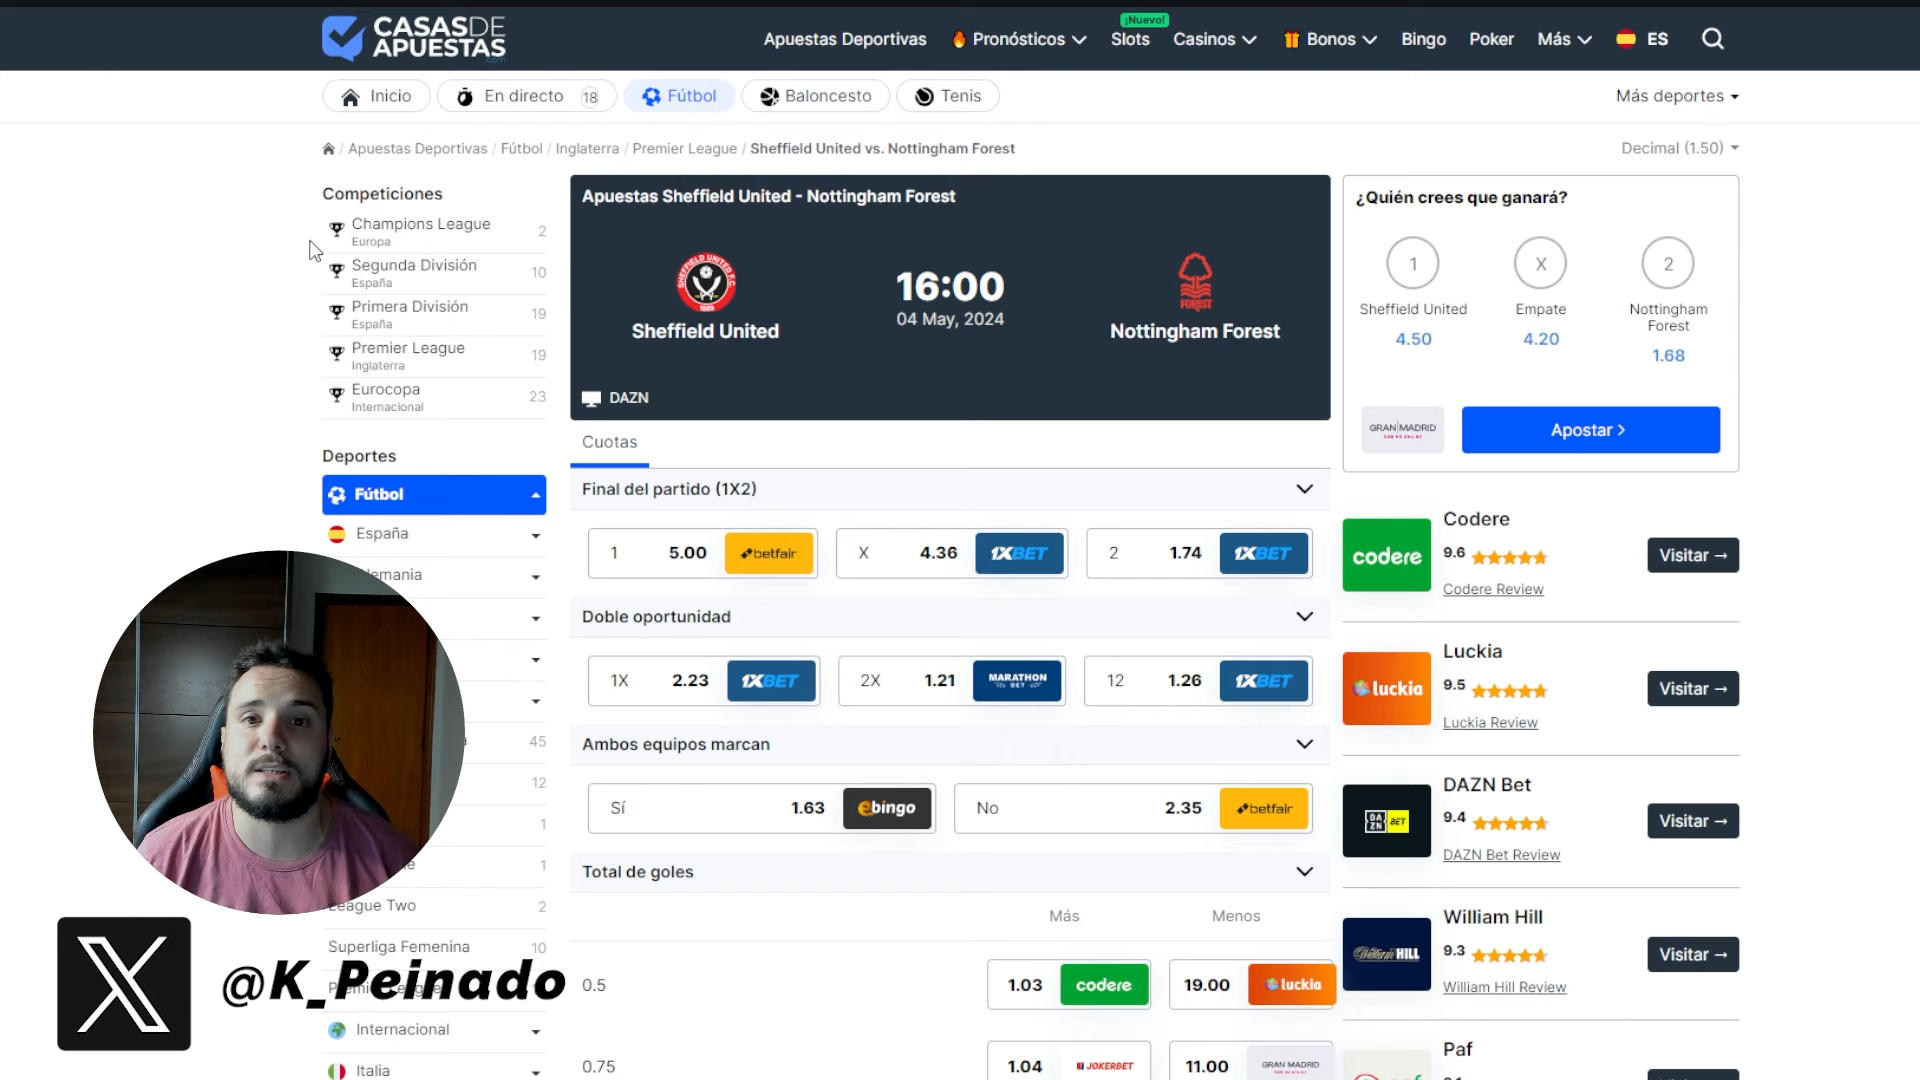 CASASDE
APUESTAS
.com
Apuestas Deportivas
Pronósticos
¡Nuevo!
Slots
Casinos
Bonos
Bingo
Poker
Más
ES
Inicio
En directo 18
Fútbol
Baloncesto
Tenis
Más deportes
/ Apuestas Deportivas / Fútbol / Inglaterra / Premier League / Sheffield United vs. Nottingham Forest
Decimal (1.50)
Competiciones
Champions League 2
Europa
Segunda División 10
España
Primera División 19
España
Premier League 19
Inglaterra
Eurocopa 23
Internacional
Deportes
Fútbol
España
lemania
45
12
1
1
League Two 2
Superliga Femenina 10
Internacional
Italia
@K_Peinado
Apuestas Sheffield United - Nottingham Forest
SHEFFIELD UNITED F.C.
1889
FOREST
16:00
04 May, 2024
Sheffield United
Nottingham Forest
DAZN
Cuotas
Final del partido (1X2)
1 5.00 betfair
X 4.36 1XBET
2 1.74 1XBET
Doble oportunidad
1X 2.23 1XBET
2X 1.21 MARATHON BET
12 1.26 1XBET
Ambos equipos marcan
Sí 1.63 ebingo
No 2.35 betfair
Total de goles
Más Menos
0.5 1.03 codere 19.00 luckia
0.75 1.04 JOKERBET 11.00 GRAN MADRID
¿Quién crees que ganará?
1 X 2
Sheffield United
4.50
Empate
4.20
Nottingham
Forest
1.68
GRAN MADRID
CASINO ONLINE
Apostar >
codere
Codere
9.6
Codere Review
Visitar →
luckia
Luckia
9.5
Luckia Review
Visitar →
DAZN BET
DAZN Bet
9.4
DAZN Bet Review
Visitar →
William HILL
William Hill
9.3
William Hill Review
Visitar →
Paf